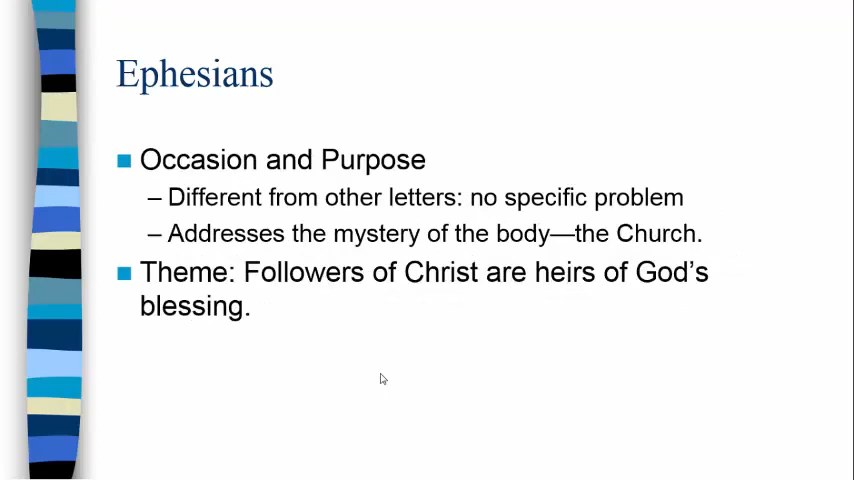 Ephesians
Occasion and Purpose
– Different from other letters: no specific problem
– Addresses the mystery of the body—the Church.
Theme: Followers of Christ are heirs of God’s
blessing.